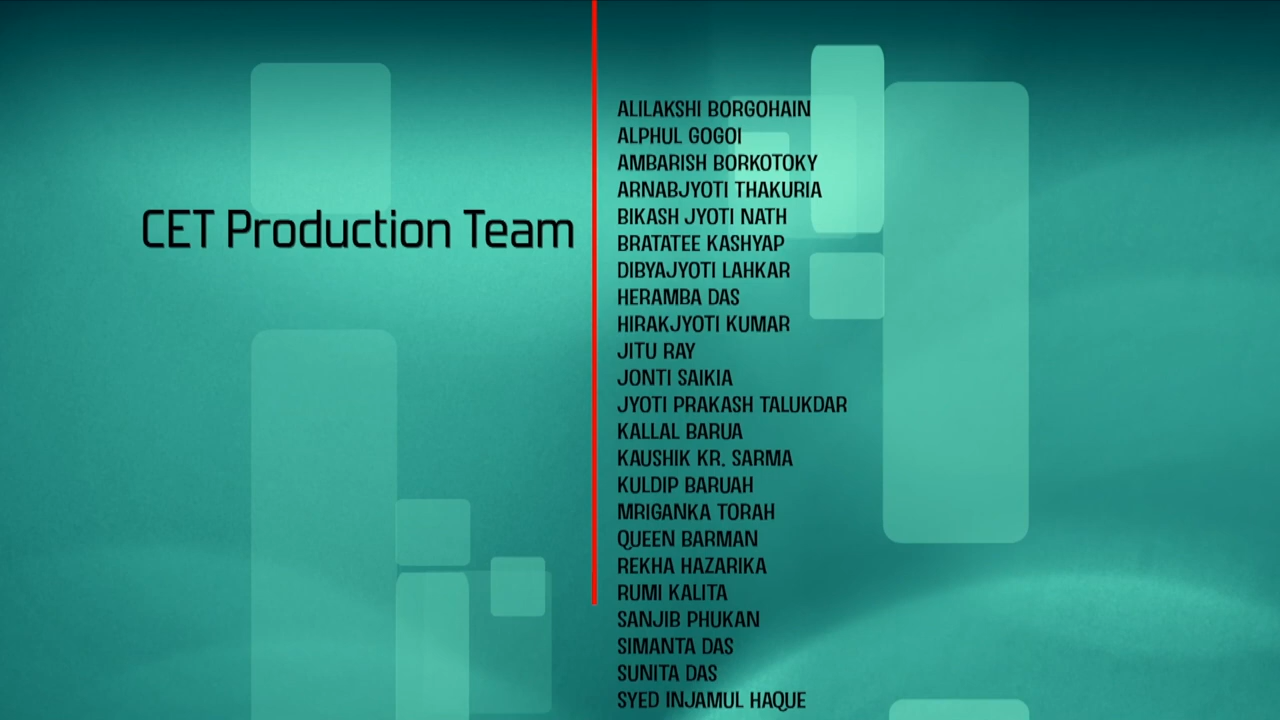 CET Production Team
ALILAKSHI BORGOHAIN
ALPHUL GOGOI
AMBARISH BORKOTOKY
ARNABJYOTI THAKURIA
BIKASH JYOTI NATH
BRATATEE KASHYAP
DIBYAJYOTI LAHKAR
HERAMBA DAS
HIRAKJYOTI KUMAR
JITU RAY
JONTI SAIKIA
JYOTI PRAKASH TALUKDAR
KALLAL BARUA
KAUSHIK KR. SARMA
KULDIP BARUAH
MRIGANKA TORAH
QUEEN BARMAN
REKHA HAZARIKA
RUMI KALITA
SANJIB PHUKAN
SIMANTA DAS
SUNITA DAS
SYED INJAMUL HAQUE